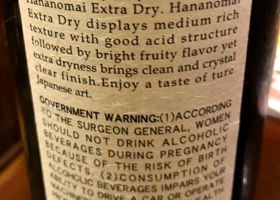 Hananomai Extra Dry. Hananomai
Extra Dry displays medium rich
texture with good acid structure
followed by bright fruity flavor yet
extra dryness brings clean and crystal
clear finish.Enjoy a taste of ture
Japanese art.
GOVERNMENT WARNING:(1)ACCORDING
TO THE SURGEON GENERAL, WOMEN
SHOULD NOT DRINK ALCOHOLIC
BEVERAGES DURING PREGNANCY
BECAUSE OF THE RISK OF BIRTH
DEFECTS. (2)CONSUMPTION OF
ALCOHOLIC BEVERAGES IMPAIRS YOUR
ABILITY TO DRIVE A CAR OR OPERATE
HEALTH